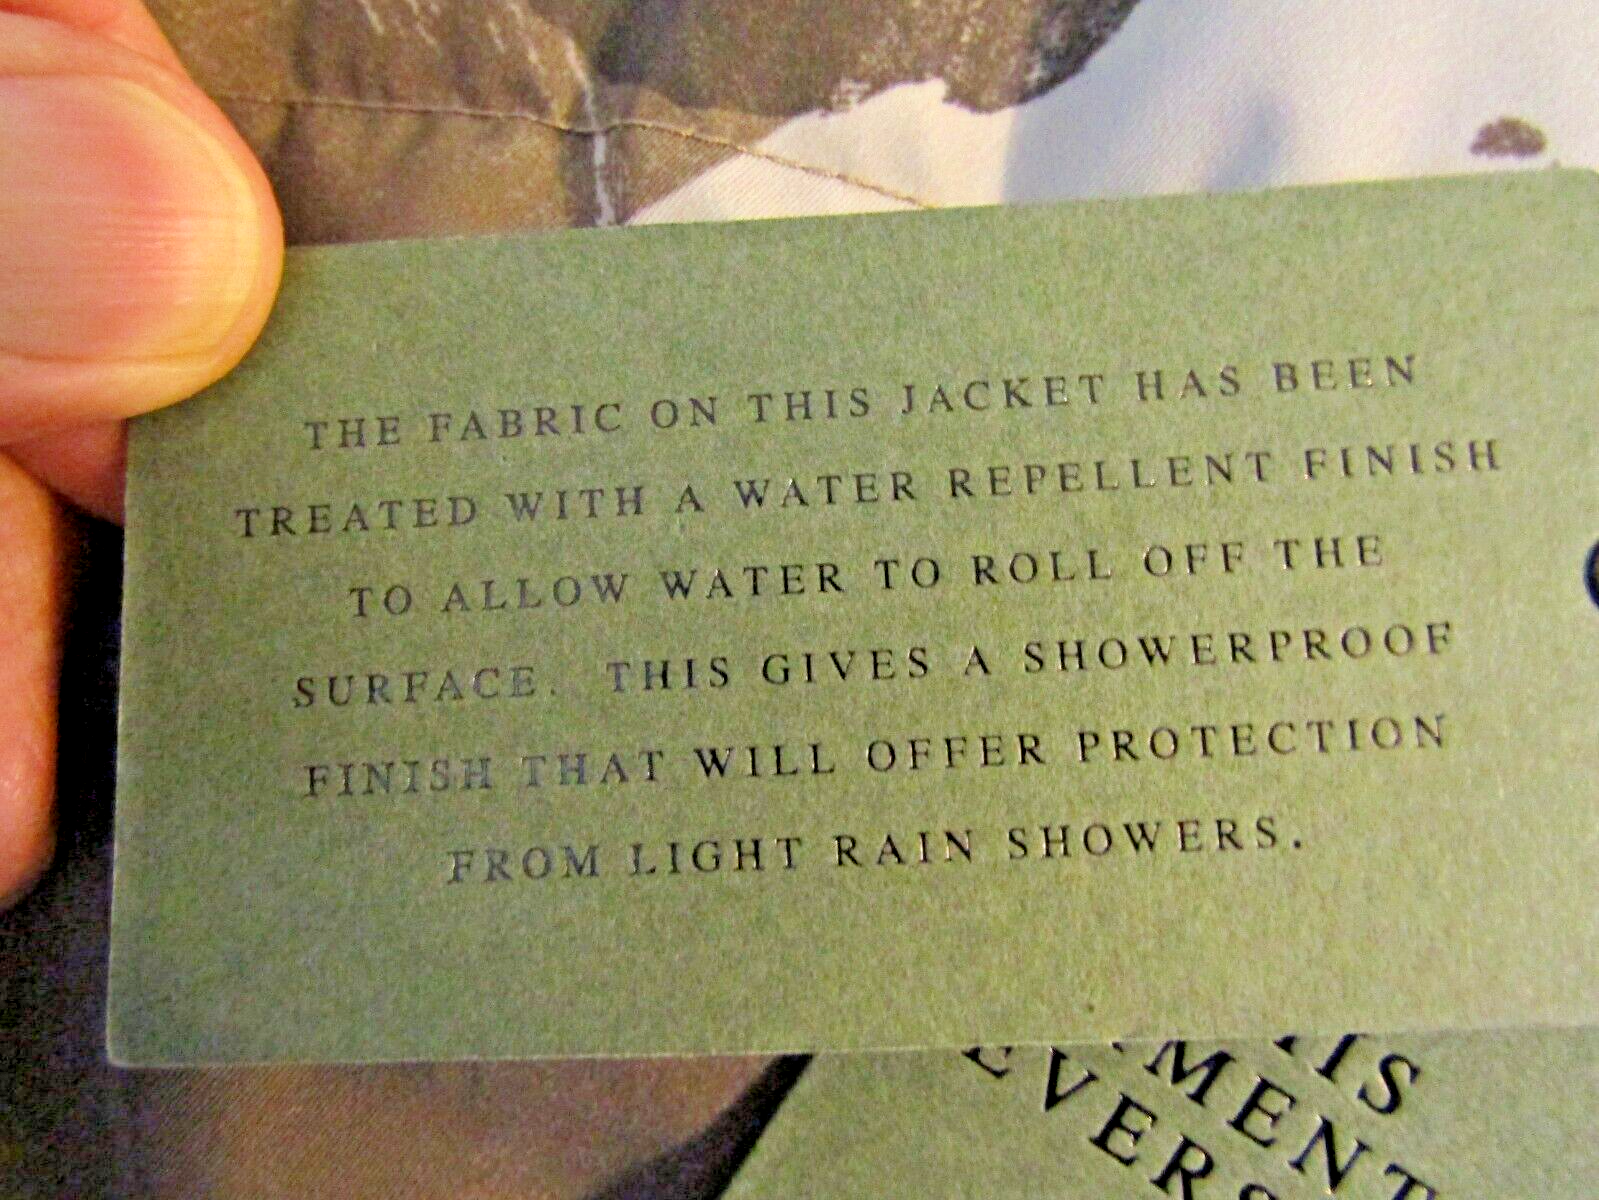 THE FABRIC ON THIS JACKET HAS BEEN
TREATED WITH A WATER REPELLENT FINISH
TO ALLOW WATER TO ROLL OFF THE
SURFACE. THIS GIVES A SHOWERPROOF
FINISH THAT WILL OFFER PROTECTION
FROM LIGHT RAIN SHOWERS.